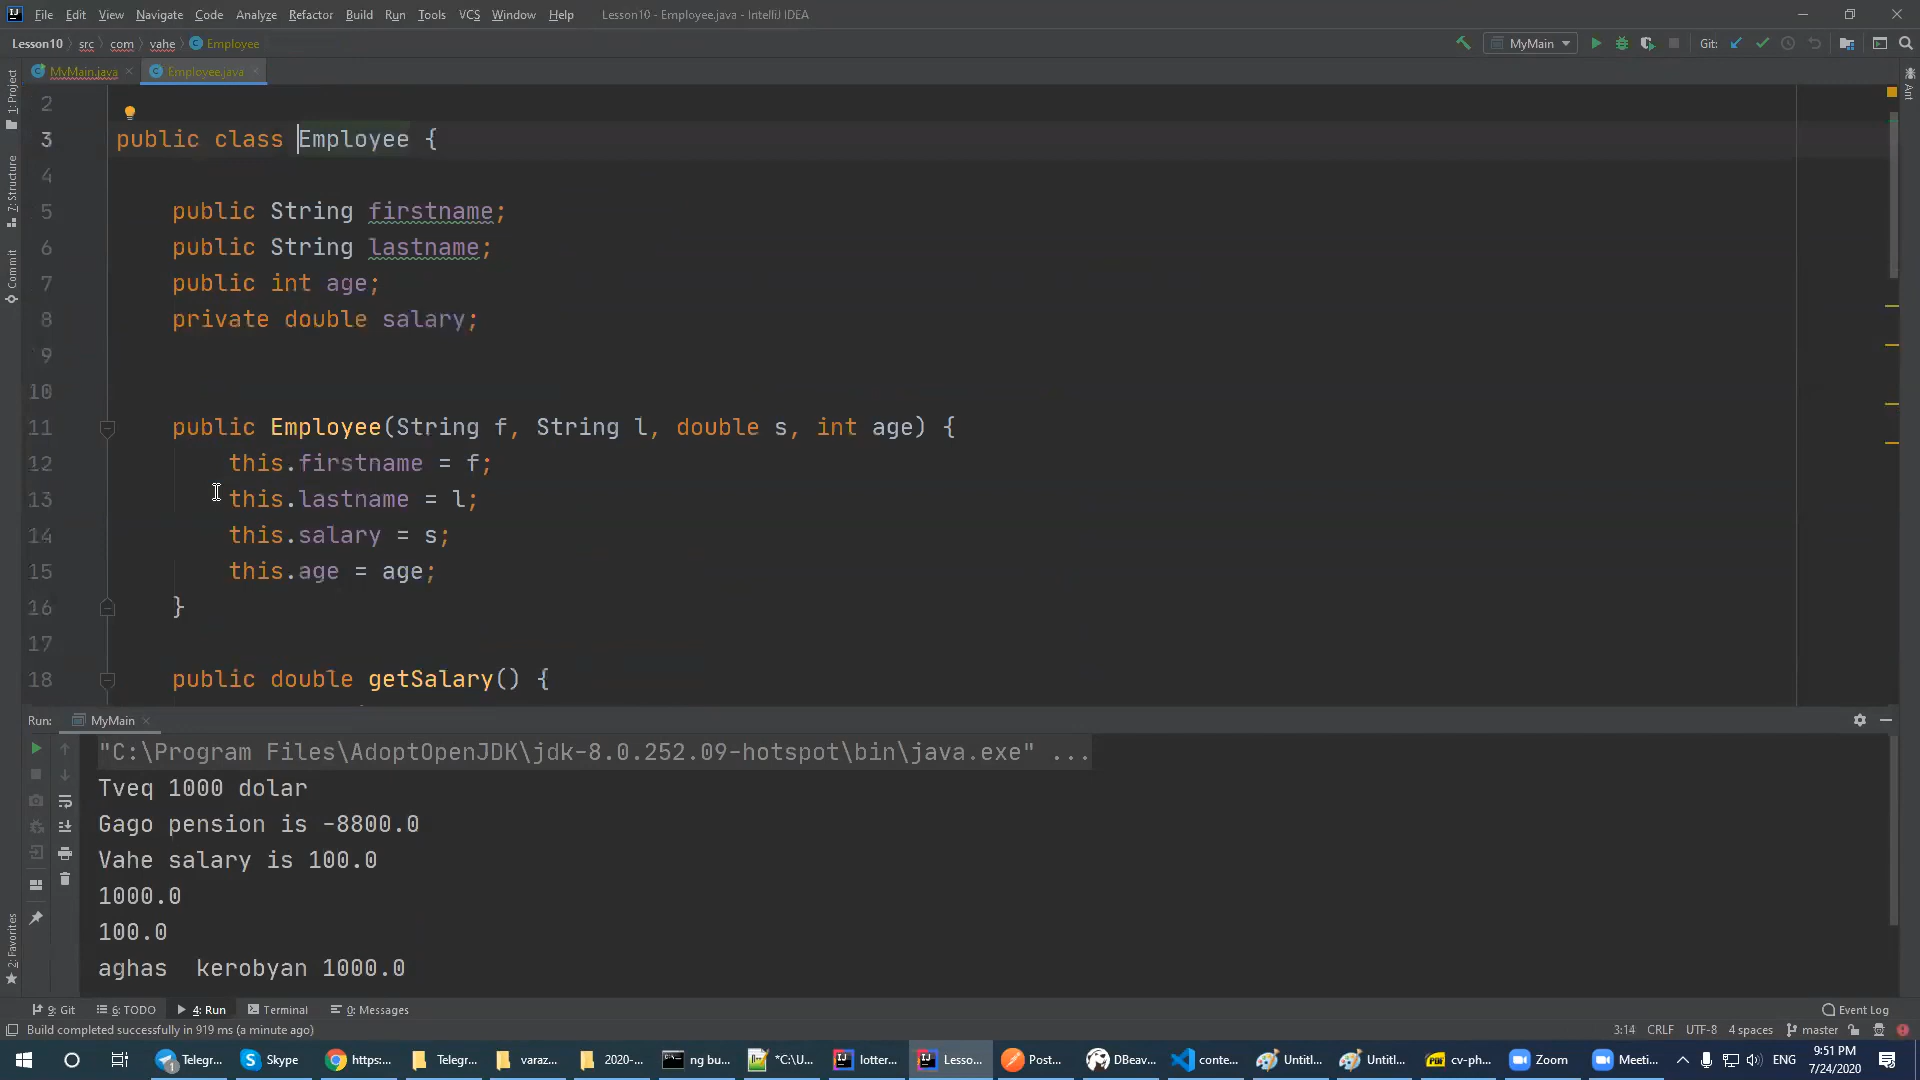 File Edit View Navigate Code Analyze Refactor Build Run Tools VCS Window Help Lesson10 - Employee.java - IntelliJ IDEA
Lesson10 src com vahe Employee MyMain Git:
MyMain.java Employee.java
1: Project
7: Structure
Commit
2: Favorites
Ant
2
3 public class Employee {
4
5 public String firstname;
6 public String lastname;
7 public int age;
8 private double salary;
9
10
11 public Employee(String f, String l, double s, int age) {
12 this.firstname = f;
13 this.lastname = l;
14 this.salary = s;
15 this.age = age;
16 }
17
18 public double getSalary() {
Run: MyMain
"C:\Program Files\AdoptOpenJDK\jdk-8.0.252.09-hotspot\bin\java.exe" ...
Tveq 1000 dolar
Gago pension is -8800.0
Vahe salary is 100.0
1000.0
100.0
aghas  kerobyan 1000.0
9: Git 6: TODO 4: Run Terminal 0: Messages Event Log
Build completed successfully in 919 ms (a minute ago) 3:14 CRLF UTF-8 4 spaces master
Telegr... Skype https:... Telegr... varaz... 2020-... ng bu... *C:\U... lotter... Lesso... Post... DBeav... conte... Untitl... Untitl... cv-ph... Zoom Meeti... ENG 9:51 PM
7/24/2020